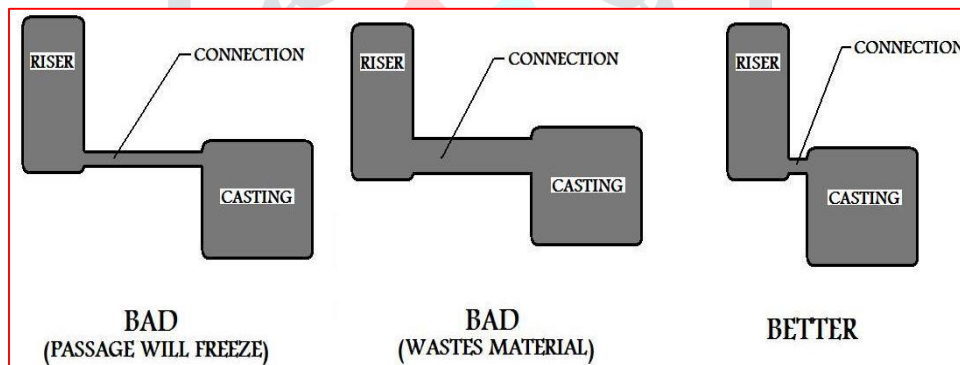 RISER
CONNECTION
CASTING
BAD
(PASSAGE WILL FREEZE)
RISER
CONNECTION
CASTING
BAD
(WASTES MATERIAL)
RISER
CONNECTION
CASTING
BETTER